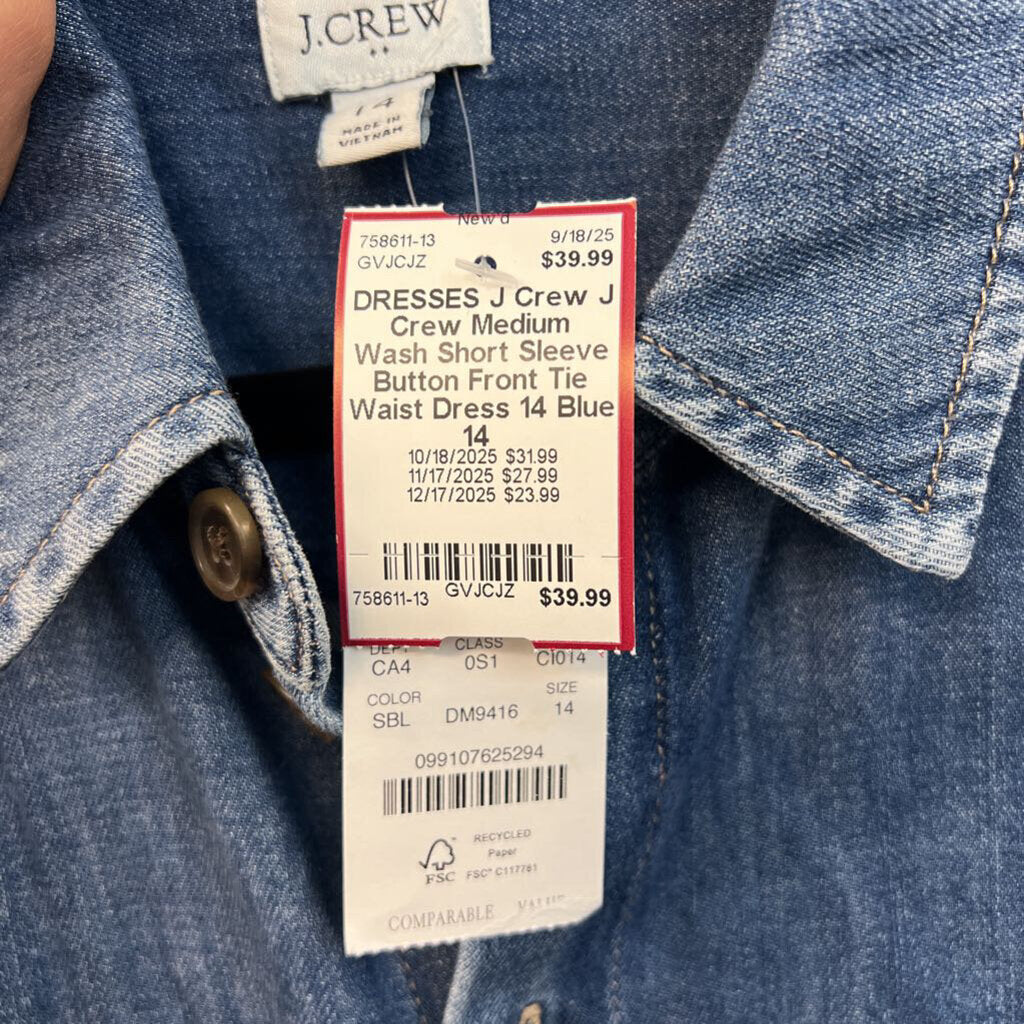 J.CREW
14
MADE IN
VIETNAM
New'd
758611-13 9/18/25
GVJCJZ $39.99
DRESSES J Crew J
Crew Medium
Wash Short Sleeve
Button Front Tie
Waist Dress 14 Blue
14
10/18/2025 $31.99
11/17/2025 $27.99
12/17/2025 $23.99
758611-13 GVJCJZ $39.99
DEPT CLASS
CA4 0S1 CI014
COLOR SIZE
SBL DM9416 14
099107625294
FSC
RECYCLED
Paper
FSC® C117781
COMPARABLE VALUE